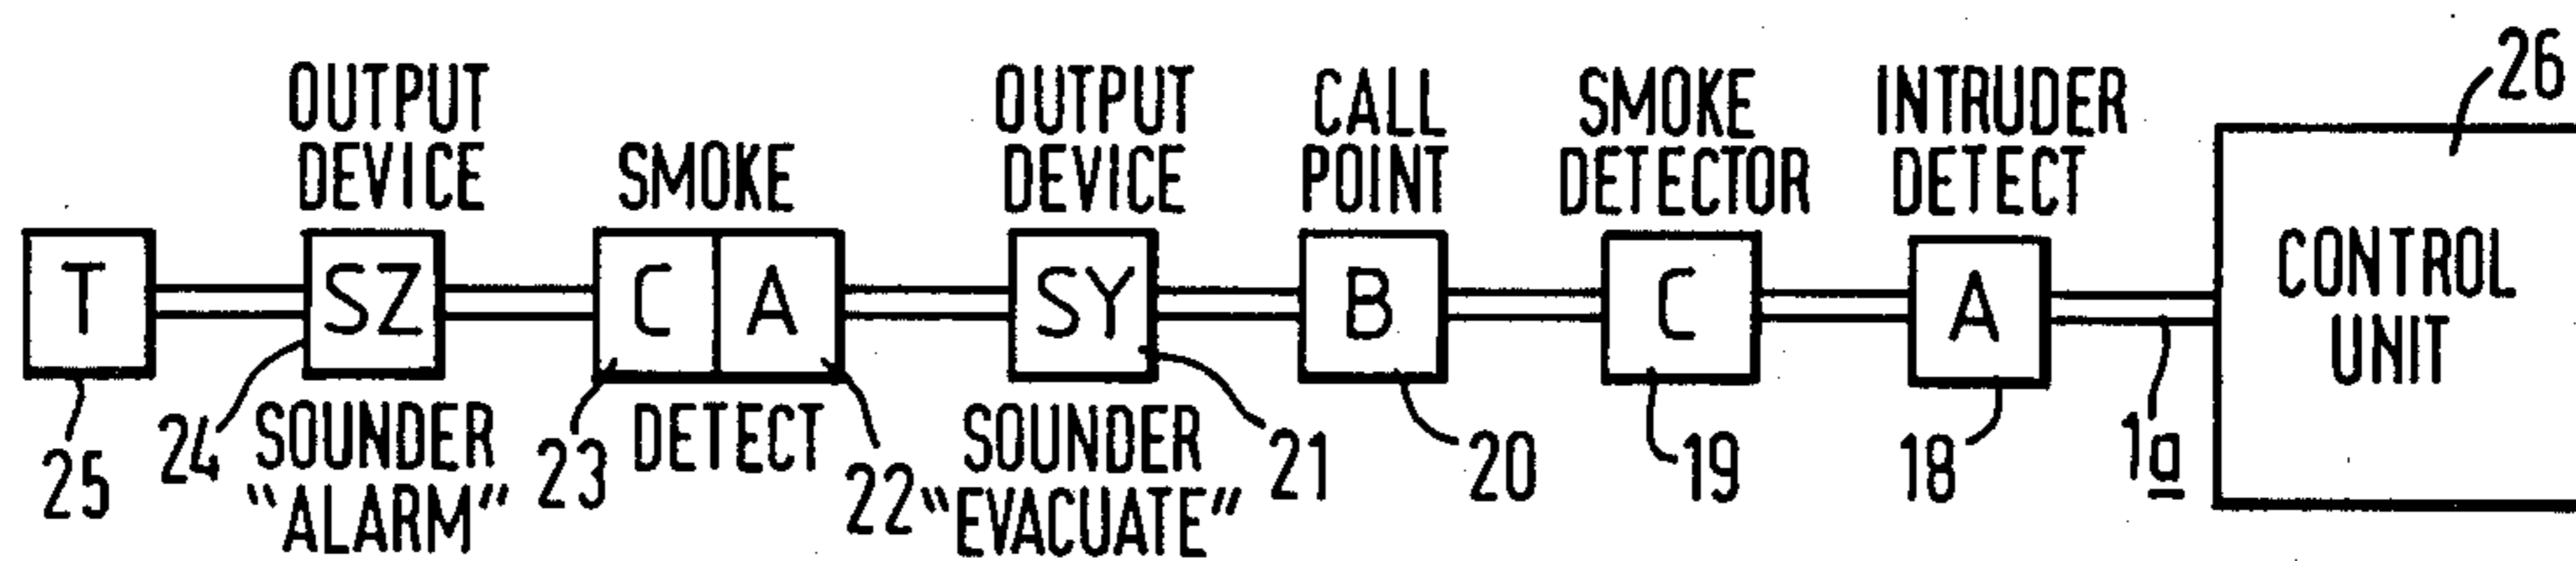 26
OUTPUT
DEVICE
SMOKE
OUTPUT
DEVICE
CALL
POINT
SMOKE
DETECTOR
INTRUDER
DETECT
T
SZ
C
A
SY
B
C
A
CONTROL
UNIT
25
24
SOUNDER
"ALARM"
23
DETECT
22
SOUNDER
"EVACUATE"
21
20
19
18
1a